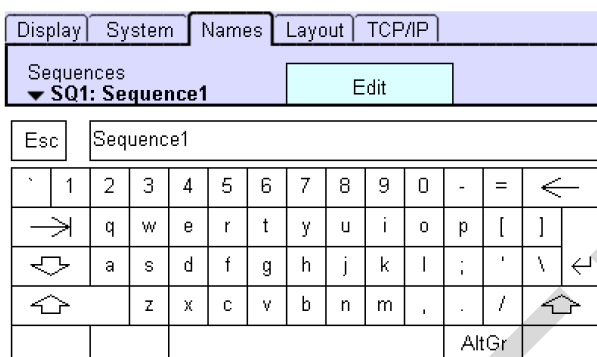 Display System Names Layout TCP/IP
Sequences
SQ1: Sequence1
Edit
Esc Sequence1
` 1 2 3 4 5 6 7 8 9 0 - =
q w e r t y u i o p [ ]
a s d f g h j k l ; ' \
z x c v b n m , . /
AltGr